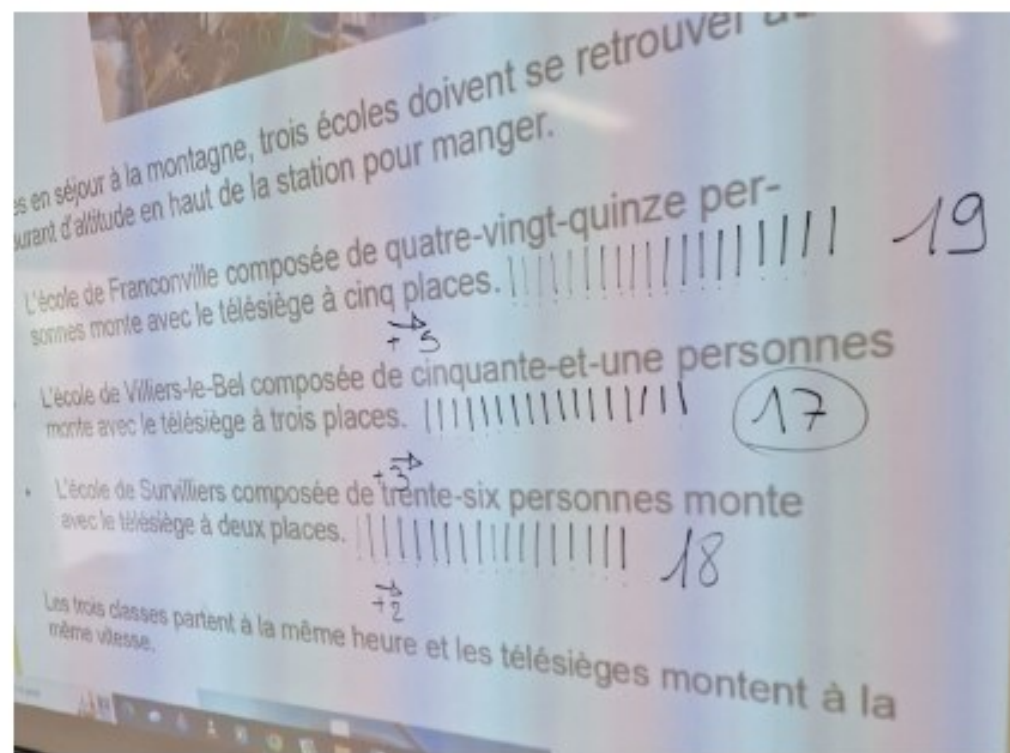 en séjour à la montagne, trois écoles doivent se retrouver
d'altitude en haut de la station pour manger.
L'école de Franconville composée de quatre-vingt-quinze per-
sonnes monte avec le télésiège à cinq places. 19
+5
L'école de Villiers-le-Bel composée de cinquante-et-une personnes
monte avec le télésiège à trois places. 17
+3
L'école de Survilliers composée de trente-six personnes monte
avec le télésiège à deux places. 18
+2
Les trois classes partent à la même heure et les télésièges montent à la
même vitesse.